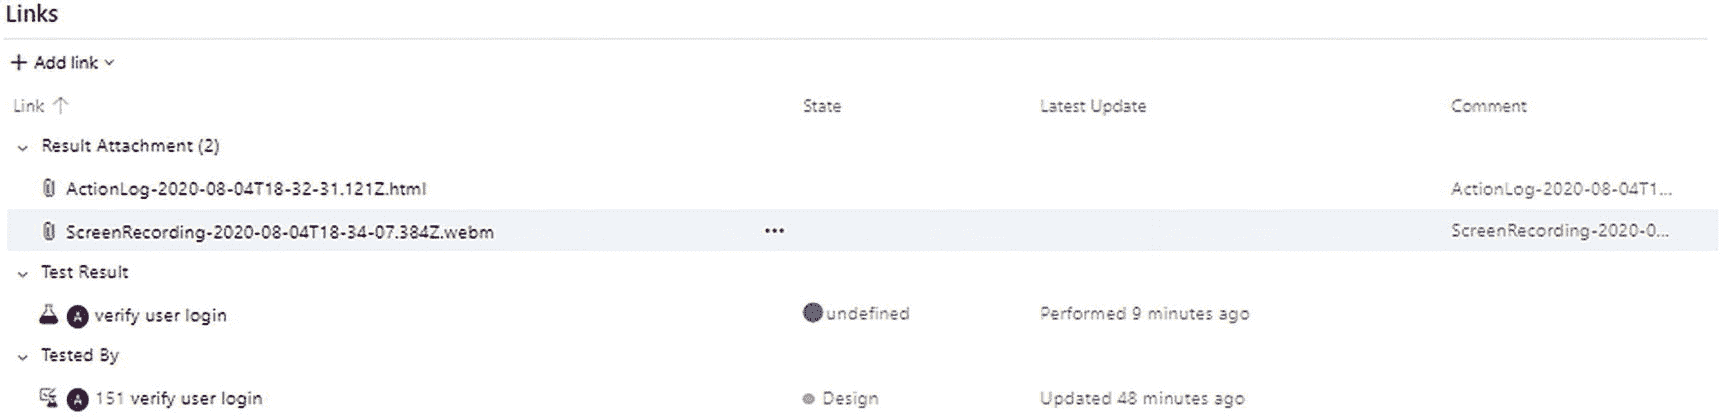 Links
Add link
Link State Latest Update Comment
Result Attachment (2)
ActionLog-2020-08-04T18-32-31.121Z.html ActionLog-2020-08-04T1...
ScreenRecording-2020-08-04T18-34-07.384Z.webm ... ScreenRecording-2020-0...
Test Result
A verify user login undefined Performed 9 minutes ago
Tested By
A 151 verify user login Design Updated 48 minutes ago